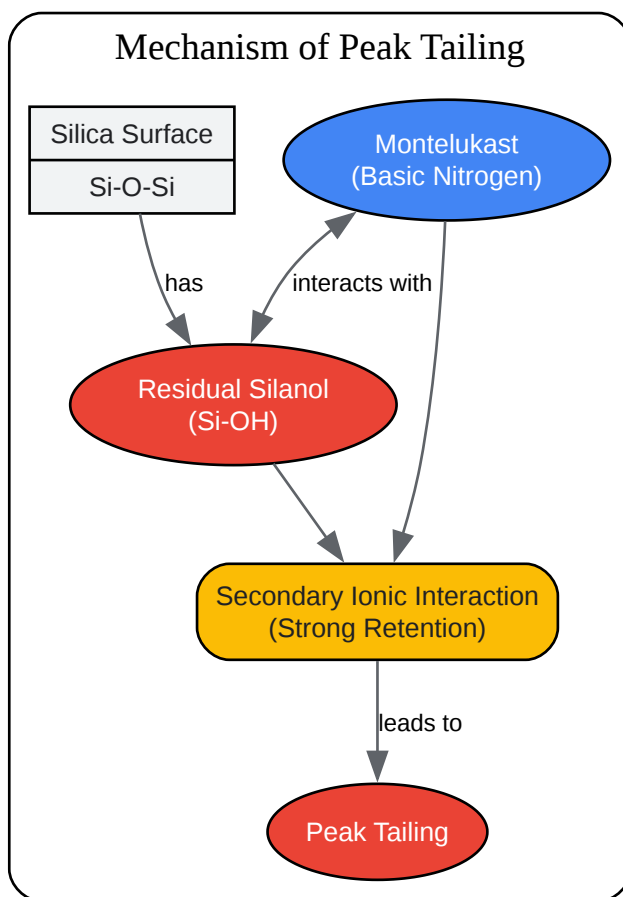 Mechanism of Peak Tailing
Silica Surface
Si-O-Si
Montelukast
(Basic Nitrogen)
has
interacts with
Residual Silanol
(Si-OH)
Secondary Ionic Interaction
(Strong Retention)
leads to
Peak Tailing